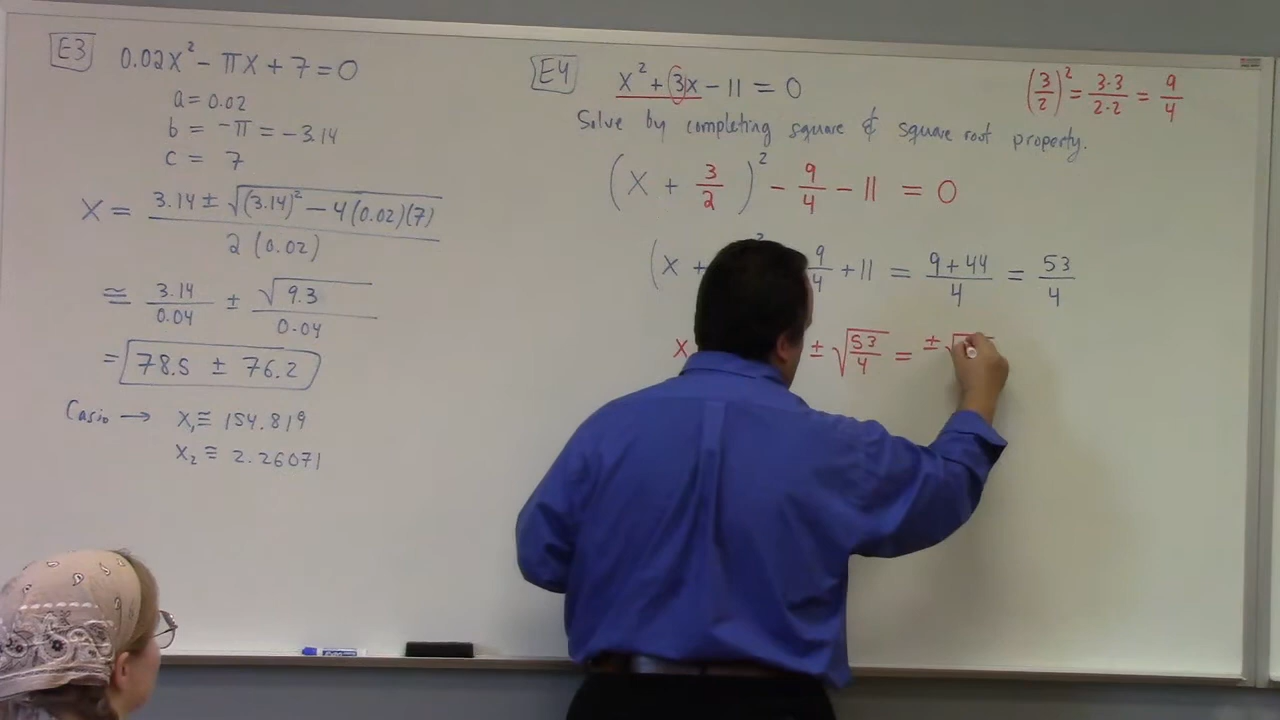 E3 0.02x² - πx + 7 = 0
a = 0.02
b = -π = -3.14
c = 7
x = (3.14 ± √((3.14)² - 4(0.02)(7))) / 2(0.02)
≅ 3.14/0.04 ± √9.3/0.04
= 78.5 ± 76.2
Casio → x₁ ≅ 154.819
x₂ ≅ 2.26071
E4 x² + 3x - 11 = 0
Solve by completing square & square root property.
(x + 3/2)² - 9/4 - 11 = 0
(x + ² 9/4 + 11 = (9+44)/4 = 53/4
x ± √(53/4) = ± √
(3/2)² = 3·3/2·2 = 9/4